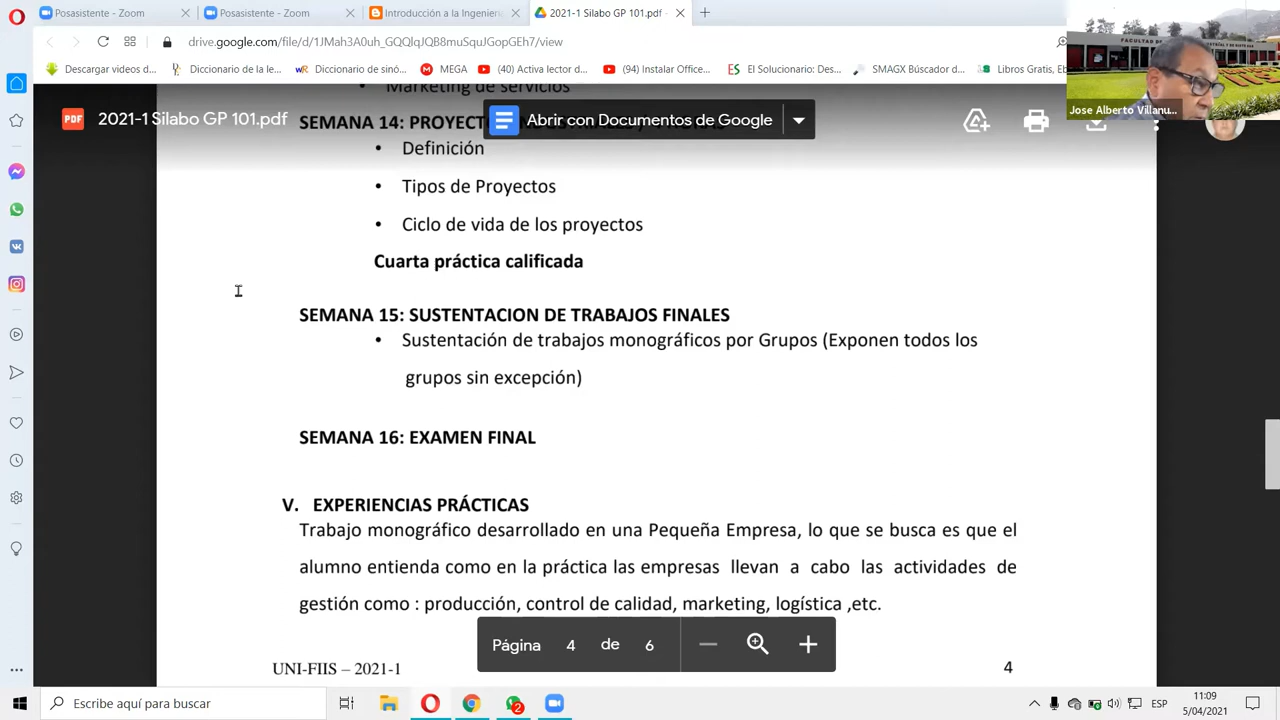 Posasistente - Zoom
Posasistente - Zoom
Introducción a la Ingenierí
2021-1 Silabo GP 101.pdf -
drive.google.com/file/d/1JMah3A0uh_GQQlqJOB8muSquJGopGEh7/view
Descargar videos d...
Diccionario de la le...
Diccionario de sinó...
MEGA
(40) Activa lector d...
(94) Instalar Office...
El Solucionario: Des...
SMAGX Búscador d...
Libros Gratis, Eb
FACULTAD
Jose Alberto Villanu...
PDF
2021-1 Silabo GP 101.pdf
Abrir con Documentos de Google
• Marketing de servicios
SEMANA 14:
• Definición
• Tipos de Proyectos
• Ciclo de vida de los proyectos
Cuarta práctica calificada
SEMANA 15: SUSTENTACION DE TRABAJOS FINALES
• Sustentación de trabajos monográficos por Grupos (Exponen todos los
grupos sin excepción)
SEMANA 16: EXAMEN FINAL
V. EXPERIENCIAS PRÁCTICAS
Trabajo monográfico desarrollado en una Pequeña Empresa, lo que se busca es que el
alumno entienda como en la práctica las empresas llevan a cabo las actividades de
gestión como : producción, control de calidad, marketing, logística ,etc.
Página 4 de 6
UNI-FIIS – 2021-1
4
Escribe aquí para buscar
2
ESP
11:09
5/04/2021